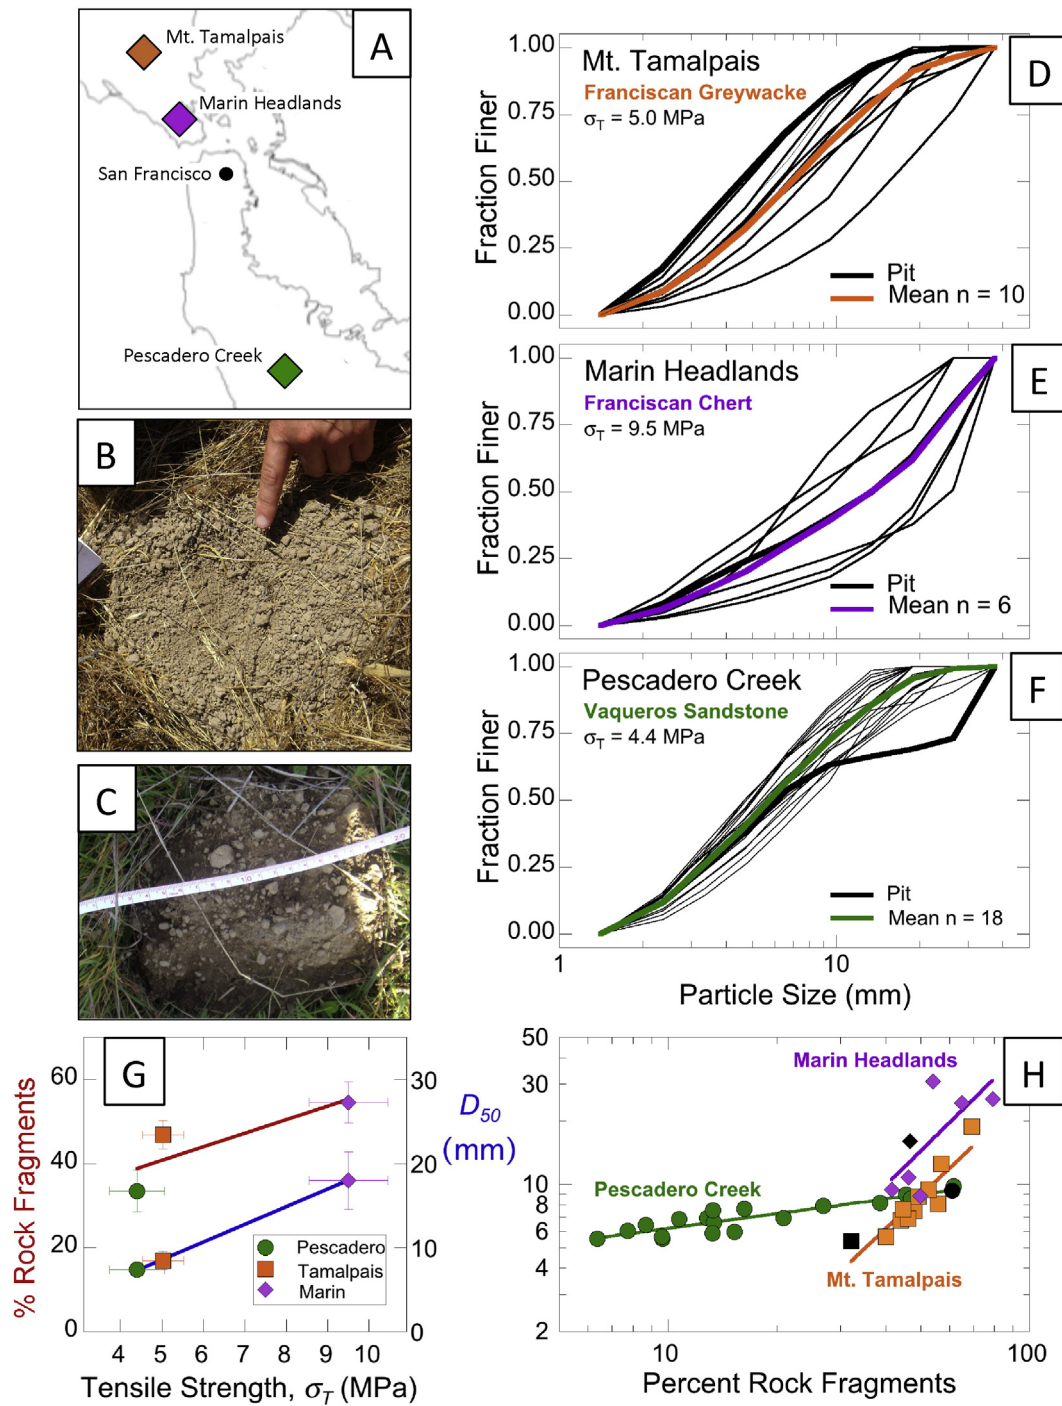 A
Mt. Tamalpais
Marin Headlands
San Francisco
Pescadero Creek
B
C
D
Mt. Tamalpais
Franciscan Greywacke
σT = 5.0 MPa
Fraction Finer
1.00
0.75
0.50
0.25
0.00
Pit
Mean n = 10
E
Marin Headlands
Franciscan Chert
σT = 9.5 MPa
Fraction Finer
1.00
0.75
0.50
0.25
0.00
Pit
Mean n = 6
F
Pescadero Creek
Vaqueros Sandstone
σT = 4.4 MPa
Fraction Finer
1.00
0.75
0.50
0.25
0.00
Pit
Mean n = 18
1 10
Particle Size (mm)
G
% Rock Fragments
60
40
20
0
30
20
10
0
D50
(mm)
Pescadero
Tamalpais
Marin
4 5 6 7 8 9 10
Tensile Strength, σT (MPa)
H
50
30
10
8
6
4
2
Marin Headlands
Pescadero Creek
Mt. Tamalpais
10 100
Percent Rock Fragments